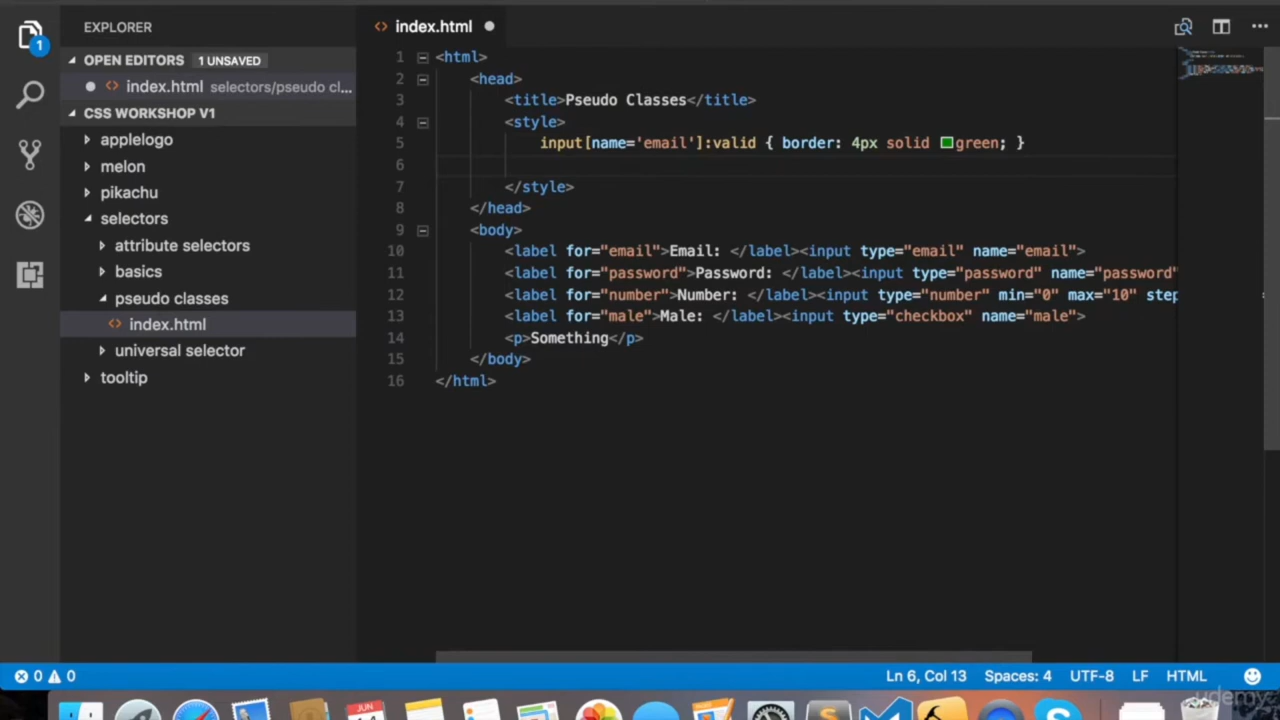 EXPLORER
OPEN EDITORS 1 UNSAVED
index.html selectors/pseudo cl...
CSS WORKSHOP V1
applelogo
melon
pikachu
selectors
attribute selectors
basics
pseudo classes
index.html
universal selector
tooltip
1
index.html
1 <html>
2 <head>
3 <title>Pseudo Classes</title>
4 <style>
5 input[name='email']:valid { border: 4px solid green; }
6
7 </style>
8 </head>
9 <body>
10 <label for="email">Email: </label><input type="email" name="email">
11 <label for="password">Password: </label><input type="password" name="password"
12 <label for="number">Number: </label><input type="number" min="0" max="10" step
13 <label for="male">Male: </label><input type="checkbox" name="male">
14 <p>Something</p>
15 </body>
16 </html>
0 0 Ln 6, Col 13 Spaces: 4 UTF-8 LF HTML
JUN
udemy